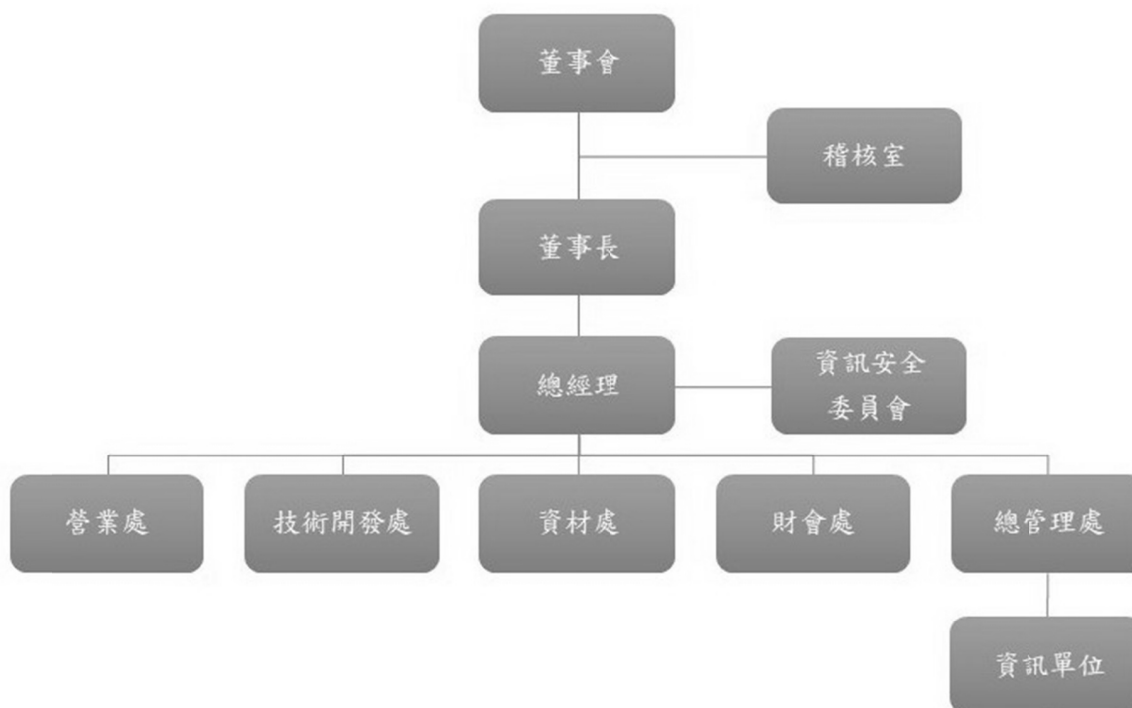 董事會
稽核室
董事長
總經理
資訊安全
委員會
營業處
技術開發處
資材處
財會處
總管理處
資訊單位